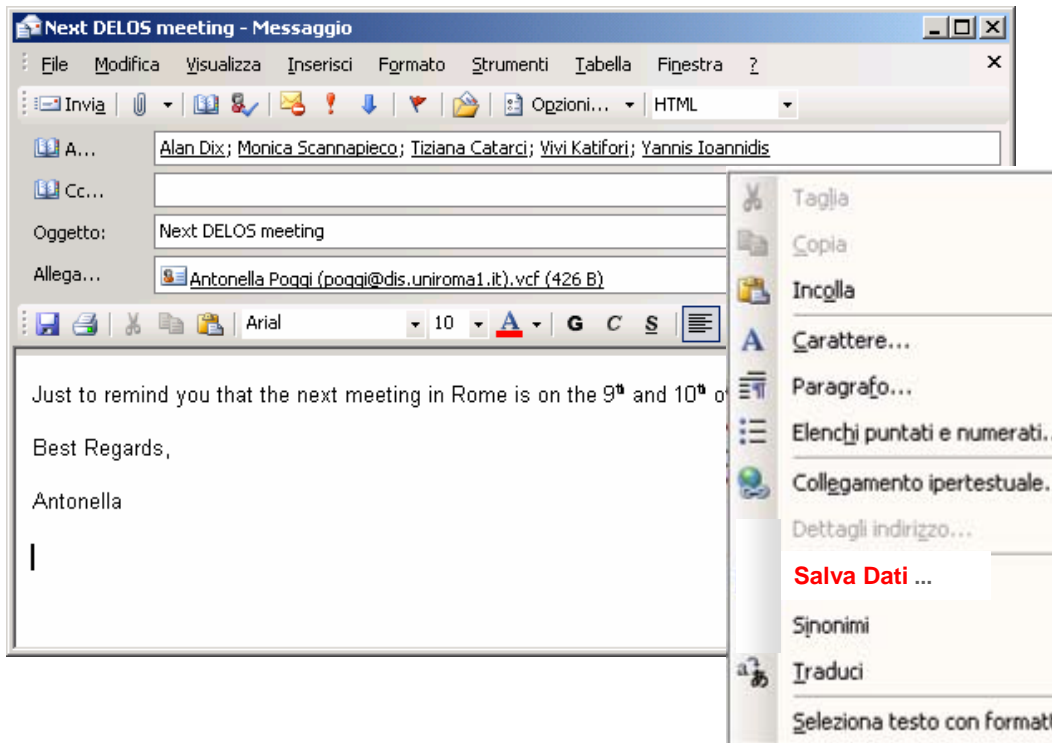 Next DELOS meeting - Messaggio
File Modifica Visualizza Inserisci Formato Strumenti Tabella Finestra ?
Invia Opzioni... HTML
A... Alan Dix; Monica Scannapieco; Tiziana Catarci; Vivi Katifori; Yannis Ioannidis
Cc...
Oggetto: Next DELOS meeting
Allega... Antonella Poggi (poggi@dis.uniroma1.it).vcf (426 B)
Arial 10 A G C S
Just to remind you that the next meeting in Rome is on the 9th and 10th
Best Regards,
Antonella
Taglia
Copia
Incolla
Carattere...
Paragrafo...
Elenchi puntati e numerati..
Collegamento ipertestuale.
Dettagli indirizzo...
Salva Dati ...
Sinonimi
Traduci
Seleziona testo con format